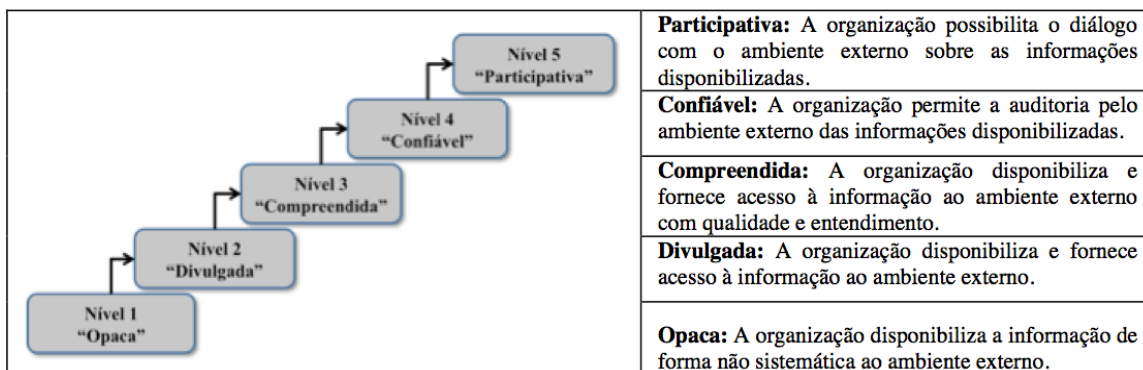 Nível 5
“Participativa”
Nível 4
“Confiável”
Nível 3
“Compreendida”
Nível 2
“Divulgada”
Nível 1
“Opaca”
Participativa: A organização possibilita o diálogo
com o ambiente externo sobre as informações
disponibilizadas.
Confiável: A organização permite a auditoria pelo
ambiente externo das informações disponibilizadas.
Compreendida: A organização disponibiliza e
fornece acesso à informação ao ambiente externo
com qualidade e entendimento.
Divulgada: A organização disponibiliza e fornece
acesso à informação ao ambiente externo.
Opaca: A organização disponibiliza a informação de
forma não sistemática ao ambiente externo.